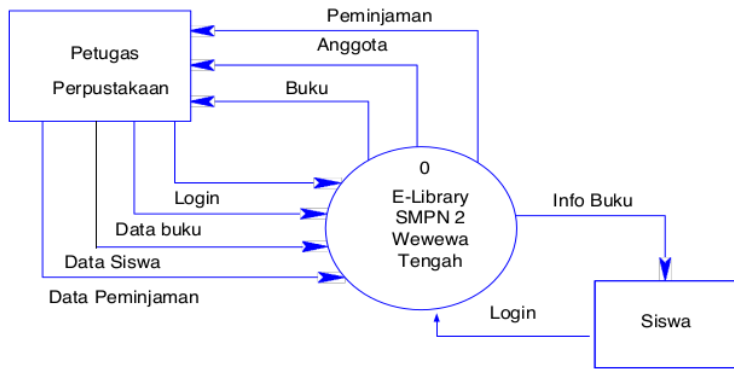 Peminjaman
Anggota
Buku
Petugas
Perpustakaan
0
E-Library
SMPN 2
Wewewa
Tengah
Login
Data buku
Data Siswa
Data Peminjaman
Info Buku
Login
Siswa